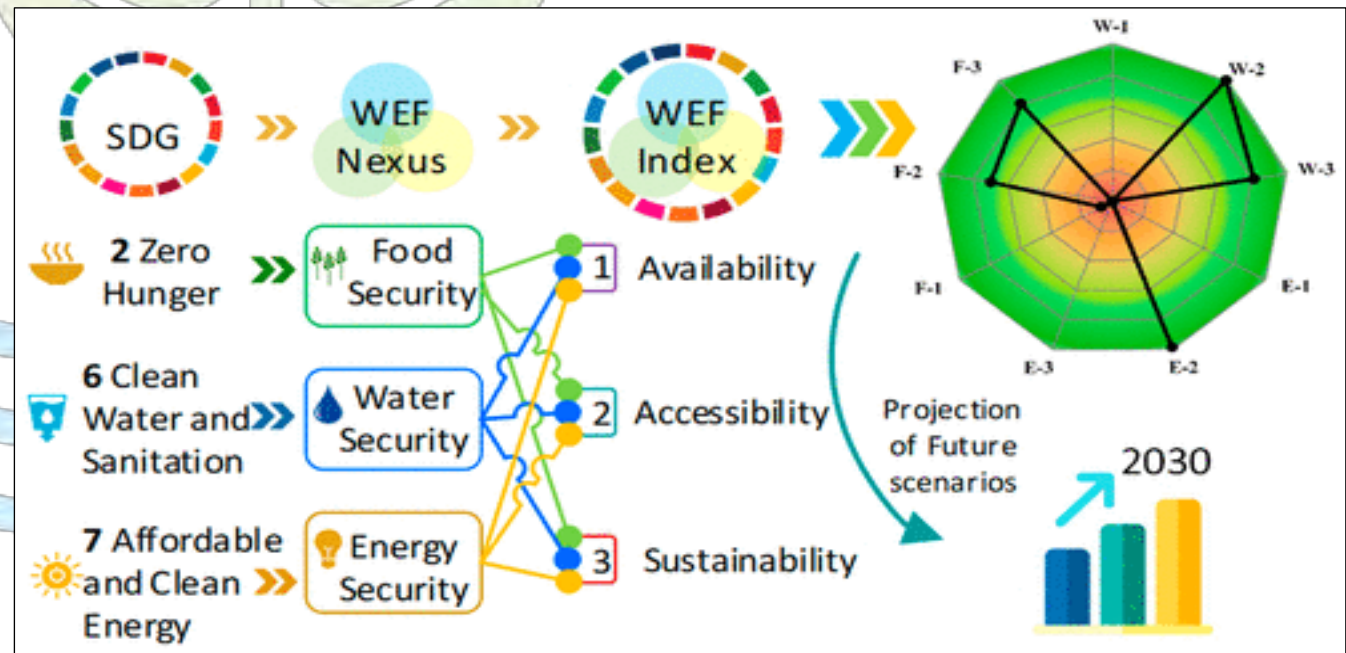 SDG
WEF
Nexus
WEF
Index
2 Zero
Hunger
Food
Security
1 Availability
6 Clean
Water and
Sanitation
Water
Security
2 Accessibility
7 Affordable
and Clean
Energy
Energy
Security
3 Sustainability
W-1
W-2
W-3
E-1
E-2
E-3
F-1
F-2
F-3
Projection
of Future
scenarios
2030